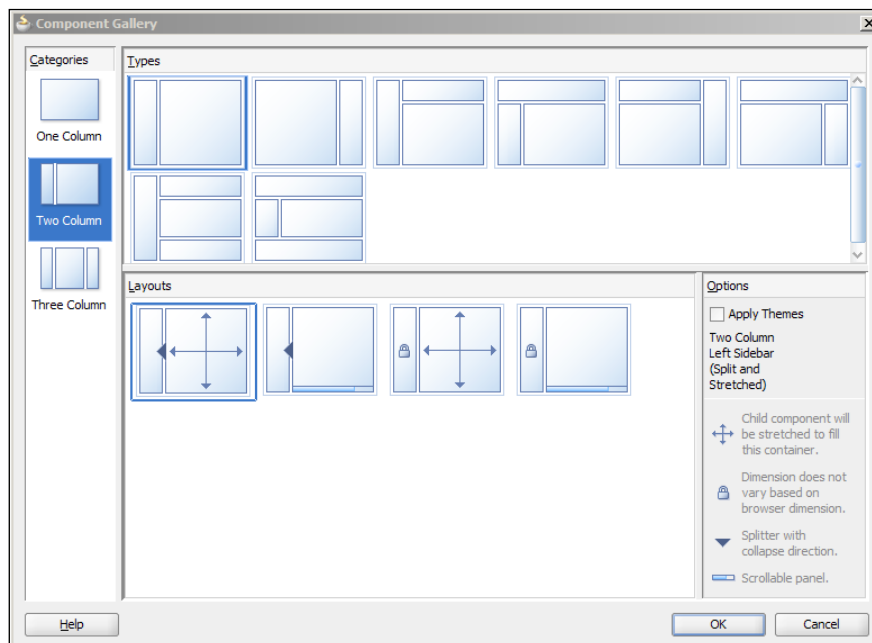 Component Gallery
Categories
One Column
Two Column
Three Column
Types
Layouts
Options
Apply Themes
Two Column
Left Sidebar
(Split and
Stretched)
Child component will
be stretched to fill
this container.
Dimension does not
vary based on
browser dimension.
Splitter with
collapse direction.
Scrollable panel.
Help
OK
Cancel